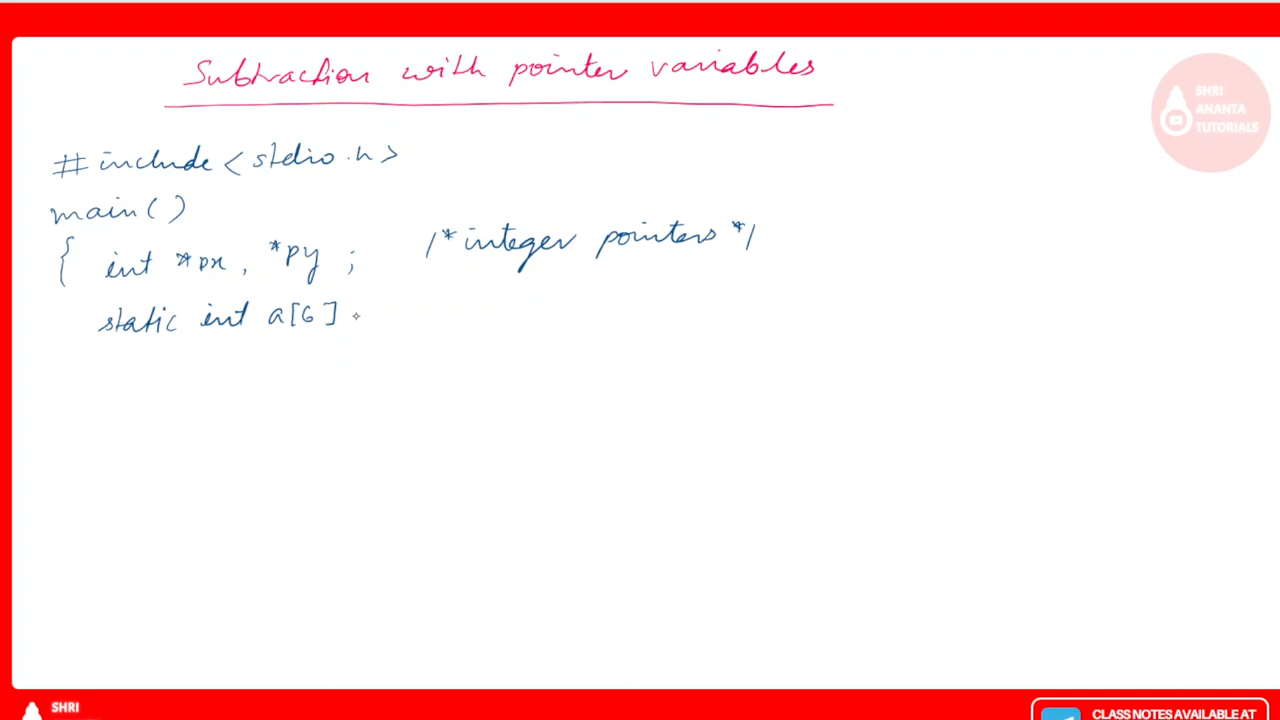 Subtraction with pointer variables
SHRI
ANANTA
TUTORIALS
#include <stdio.h>
main()
{ int *px, *py ; /*integer pointers */
static int a[6]
SHRI
CLASS NOTES AVAILABLE AT